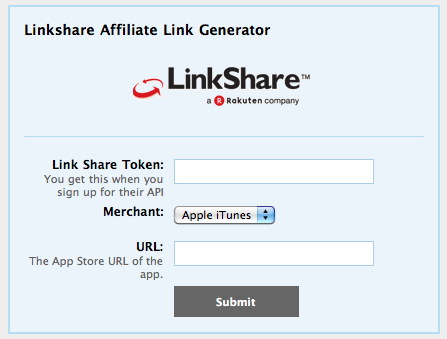 Linkshare Affiliate Link Generator
LinkShare™
a Rakuten company
Link Share Token:
You get this when you
sign up for their API
Merchant:
Apple iTunes
URL:
The App Store URL of the
app.
Submit